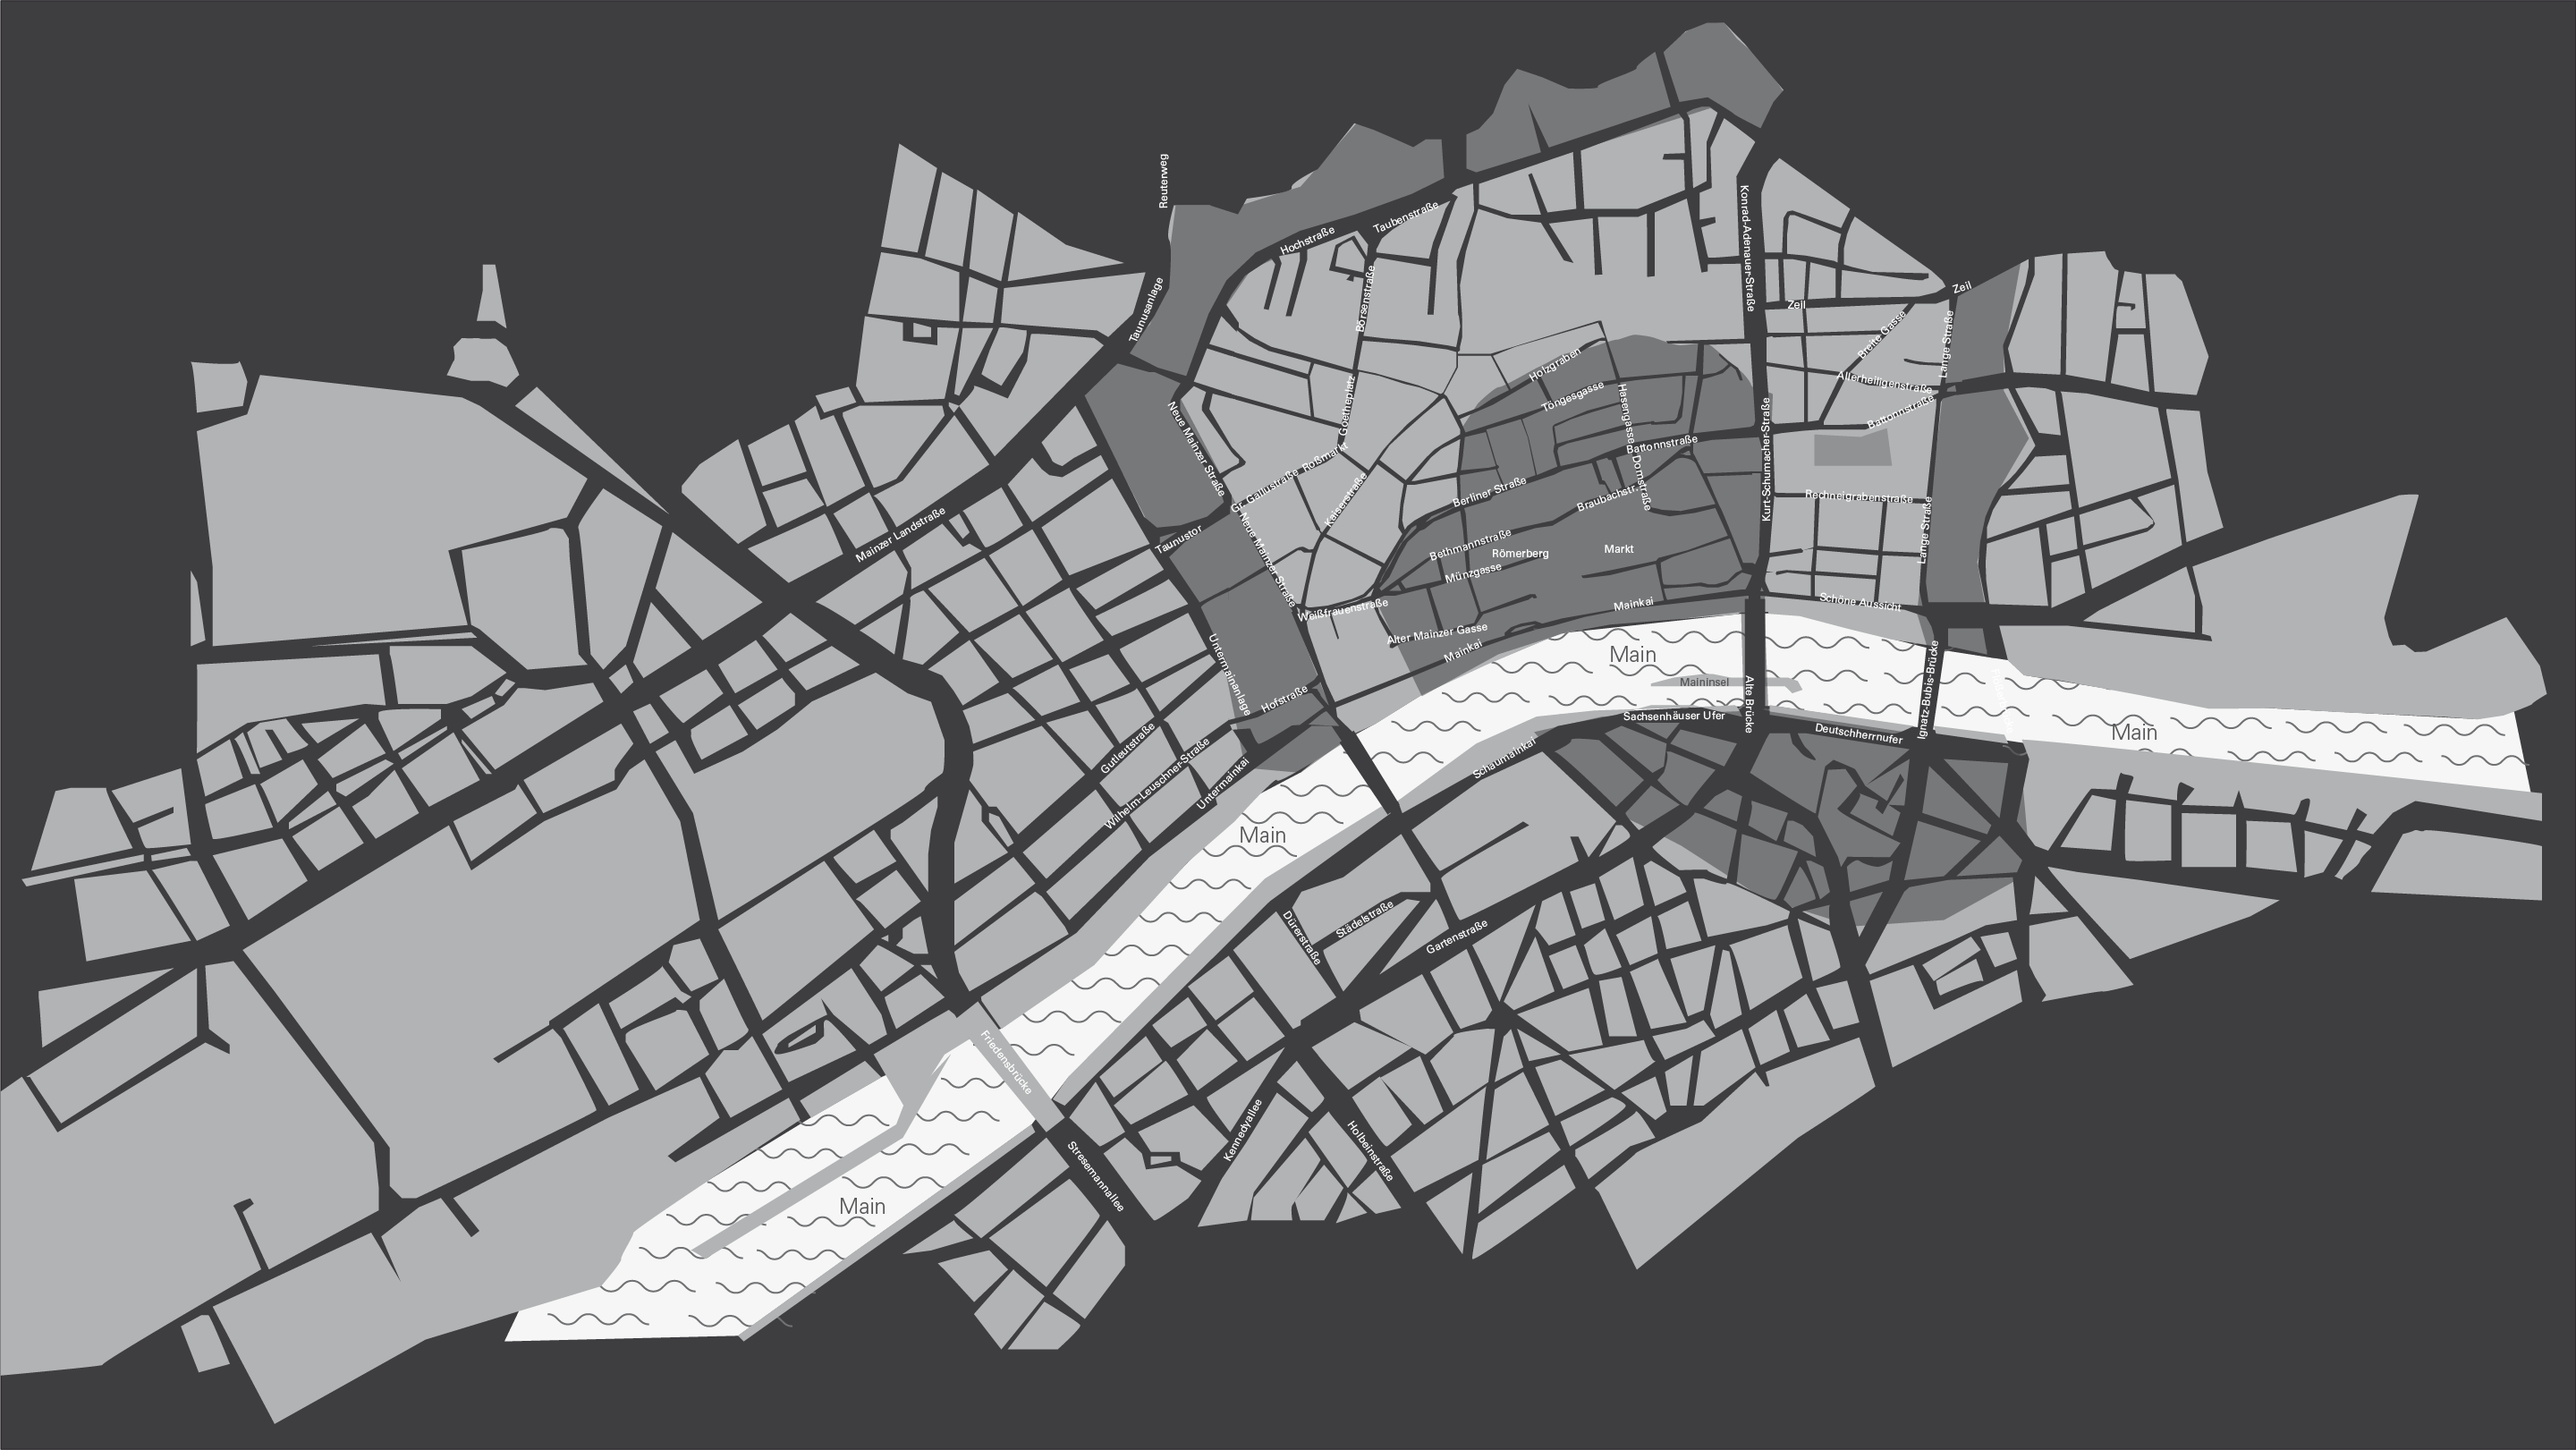 Reuterweg
Hochstraße
Taubenstraße
Konrad-Adenauer-Straße
Taunusanlage
Börsenstraße
Zeil
Zeil
Breite Gasse
Lange Straße
Holzgraben
Töngesgasse
Hasengasse
Allerheiligenstraße
Battonnstraße
Neue Mainzer Straße
Goetheplatz
Roßmarkt
Gr. Gallusstraße
Kaiserstraße
Battonnstraße
Domstraße
Kurt-Schumacher-Straße
Berliner Straße
Braubachstr.
Rechneigrabenstraße
Lange Straße
Mainzer Landstraße
Taunustor
Neue Mainzer Straße
Bethmannstraße
Römerberg
Markt
Münzgasse
Weißfrauenstraße
Mainkai
Schöne Aussicht
Alter Mainzer Gasse
Mainkai
Untermainanlage
Hofstraße
Main
Maininsel
Alte Brücke
Ignatz-Bubis-Brücke
Sachsenhäuser Ufer
Deutschherrnufer
Main
Gutleutstraße
Wilhelm-Leuschner-Straße
Untermainkai
Schaumainkai
Main
Dürerstraße
Städelstraße
Gartenstraße
Friedensbrücke
Kennedyallee
Holbeinstraße
Stresemannallee
Main